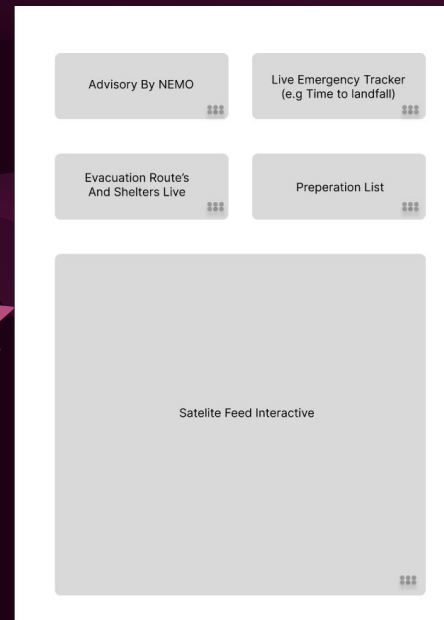 Advisory By NEMO
Live Emergency Tracker
(e.g Time to landfall)
Evacuation Route's
And Shelters Live
Preperation List
Satelite Feed Interactive